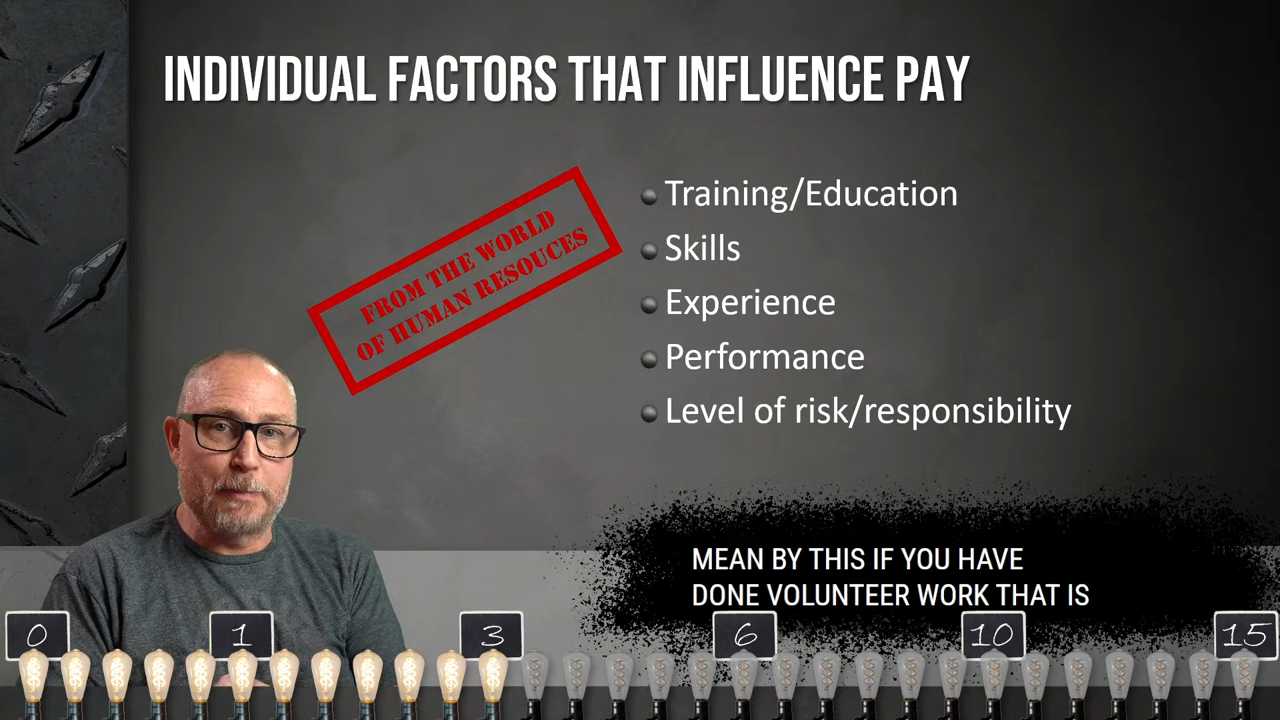 INDIVIDUAL FACTORS THAT INFLUENCE PAY
FROM THE WORLD
OF HUMAN RESOUCES
Training/Education
Skills
Experience
Performance
Level of risk/responsibility
MEAN BY THIS IF YOU HAVE
DONE VOLUNTEER WORK THAT IS
0 1 3 6 10 15